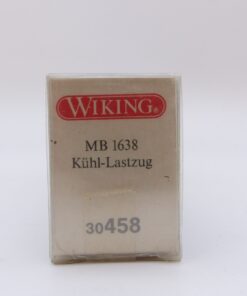 WIKING®
MB 1638
Kühl-Lastzug
30458